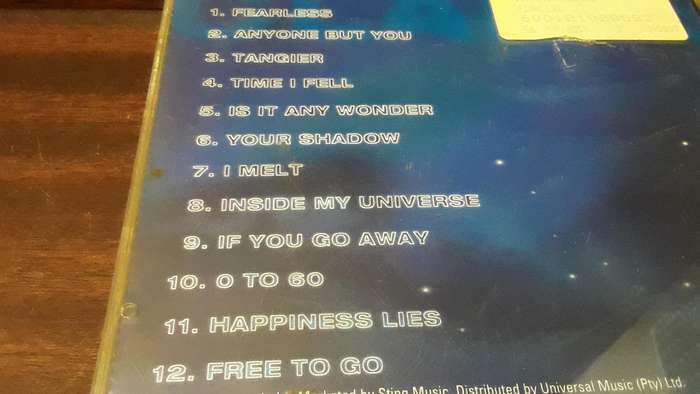 1. FEARLESS
2. ANYONE BUT YOU
3. TANGIER
4. TIME I FELL
5. IS IT ANY WONDER
6. YOUR SHADOW
7. I MELT
8. INSIDE MY UNIVERSE
9. IF YOU GO AWAY
10. 0 TO 60
11. HAPPINESS LIES
12. FREE TO GO
by Sting Music. Distributed by Universal Music (Pty) Ltd.